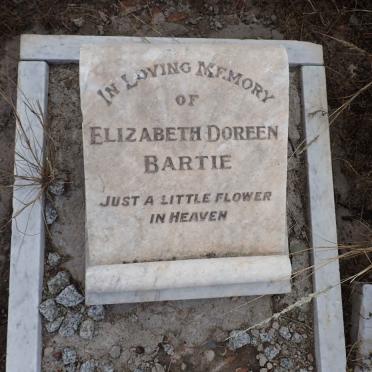 IN LOVING MEMORY
OF
ELIZABETH DOREEN
BARTIE
JUST A LITTLE FLOWER
IN HEAVEN